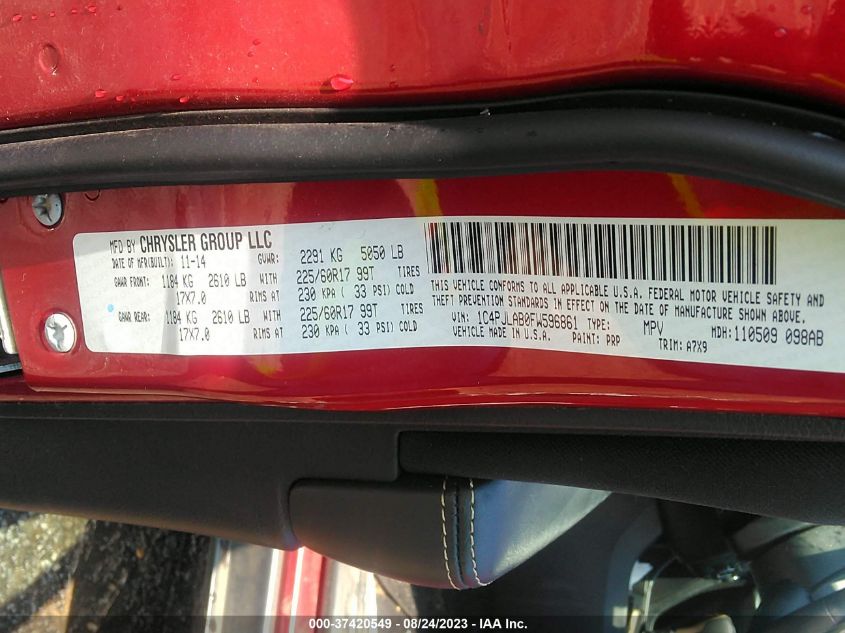 MFD BY CHRYSLER GROUP LLC
DATE OF MFR(BUILT): 11-14 GVWR: 2291 KG 5050 LB
GAWR FRONT: 1184 KG 2610 LB WITH 225/60R17 99T TIRES
17X7.0 RIMS AT 230 KPA ( 33 PSI) COLD
GAWR REAR: 1184 KG 2610 LB WITH 225/60R17 99T TIRES
17X7.0 RIMS AT 230 KPA ( 33 PSI) COLD
THIS VEHICLE CONFORMS TO ALL APPLICABLE U.S.A. FEDERAL MOTOR VEHICLE SAFETY AND
THEFT PREVENTION STANDARDS IN EFFECT ON THE DATE OF MANUFACTURE SHOWN ABOVE.
VIN: 1C4PJLAB0FW596861 TYPE: MPV MDH: 110509 098AB
VEHICLE MADE IN U.S.A. PAINT: PRP TRIM: A7X9
000-37420549 - 08/24/2023 - IAA Inc.